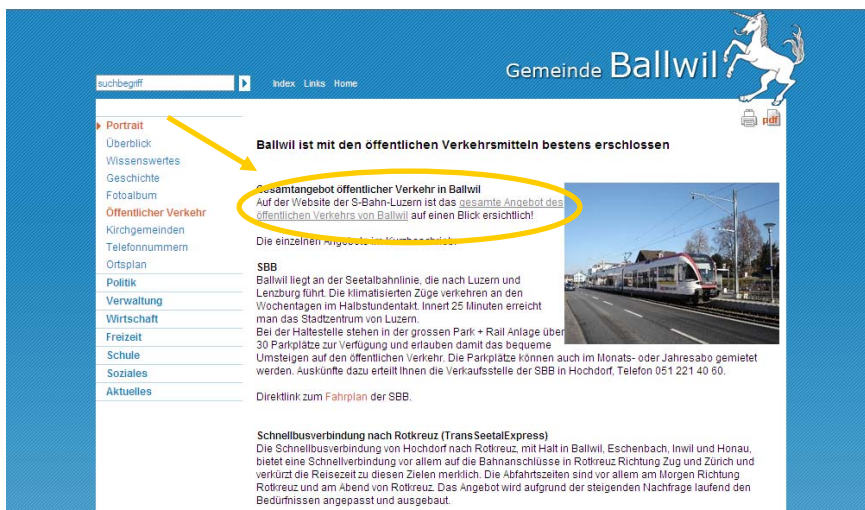 Gemeinde Ballwil
suchbegriff
Index Links Home
pdf
Portrait
Überblick
Wissenswertes
Geschichte
Fotoalbum
Öffentlicher Verkehr
Kirchgemeinden
Telefonnummern
Ortsplan
Politik
Verwaltung
Wirtschaft
Freizeit
Schule
Soziales
Aktuelles
Ballwil ist mit den öffentlichen Verkehrsmitteln bestens erschlossen
Gesamtangebot öffentlicher Verkehr in Ballwil
Auf der Website der S-Bahn-Luzern ist das gesamte Angebot des
öffentlichen Verkehrs von Ballwil auf einen Blick ersichtlich!
Die einzelnen Angebote im Kurzbeschrieb:
SBB
Ballwil liegt an der Seetalbahnlinie, die nach Luzern und
Lenzburg führt. Die klimatisierten Züge verkehren an den
Wochentagen im Halbstundentakt. Innert 25 Minuten erreicht
man das Stadtzentrum von Luzern.
Bei der Haltestelle stehen in der grossen Park + Rail Anlage über
30 Parkplätze zur Verfügung und erlauben damit das bequeme
Umsteigen auf den öffentlichen Verkehr. Die Parkplätze können auch im Monats- oder Jahresabo gemietet
werden. Auskünfte dazu erteilt Ihnen die Verkaufsstelle der SBB in Hochdorf, Telefon 051 221 40 60.
Direktlink zum Fahrplan der SBB.
Schnellbusverbindung nach Rotkreuz (TransSeetalExpress)
Die Schnellbusverbindung von Hochdorf nach Rotkreuz, mit Halt in Ballwil, Eschenbach, Inwil und Honau,
bietet eine Schnellverbindung vor allem auf die Bahnanschlüsse in Rotkreuz Richtung Zug und Zürich und
verkürzt die Reisezeit zu diesen Zielen merklich. Die Abfahrtszeiten sind vor allem am Morgen Richtung
Rotkreuz und am Abend von Rotkreuz. Das Angebot wird aufgrund der steigenden Nachfrage laufend den
Bedürfnissen angepasst und ausgebaut.